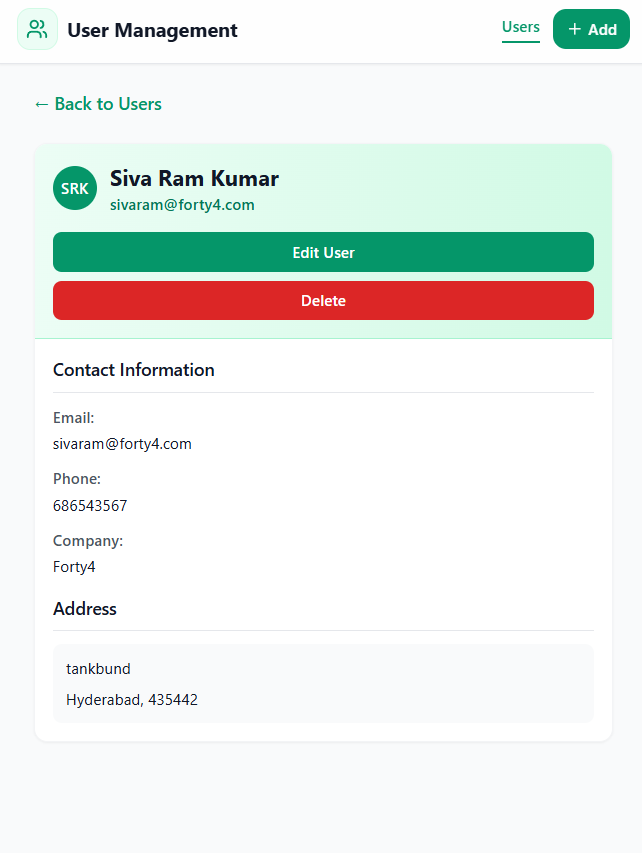 User Management
Users
+ Add
← Back to Users
SRK
Siva Ram Kumar
sivaram@forty4.com
Edit User
Delete
Contact Information
Email:
sivaram@forty4.com
Phone:
686543567
Company:
Forty4
Address
tankbund
Hyderabad, 435442